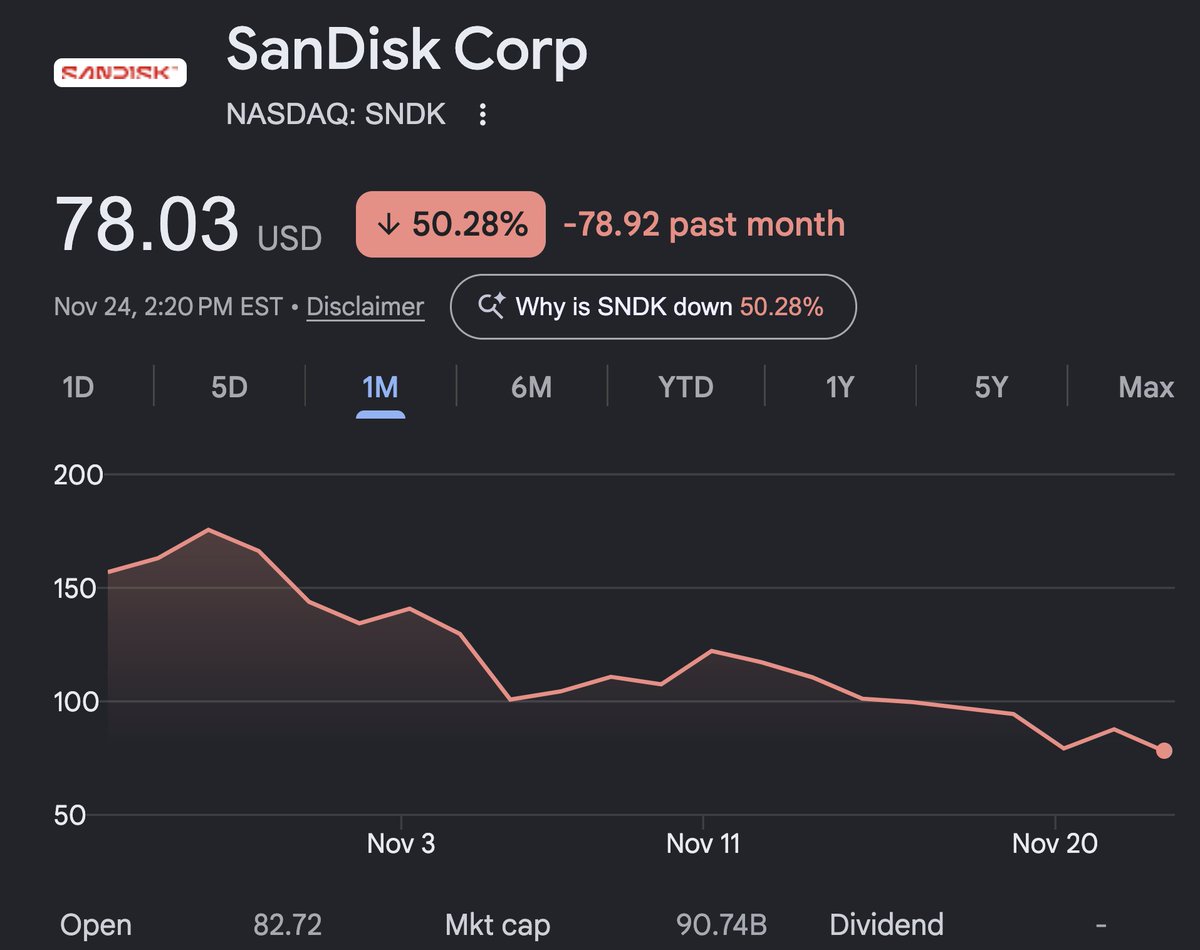 SanDisk Corp
SANDISK™
NASDAQ: SNDK
78.03 USD ↓ 50.28% -78.92 past month
Nov 24, 2:20 PM EST • Disclaimer Why is SNDK down 50.28%
1D 5D 1M 6M YTD 1Y 5Y Max
200
150
100
50
Nov 3 Nov 11 Nov 20
Open 82.72 Mkt cap 90.74B Dividend -